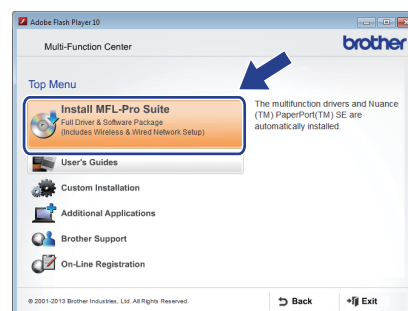 Adobe Flash Player 10
Multi-Function Center
brother
Top Menu
Install MFL-Pro Suite
Full Driver & Software Package
(Includes Wireless & Wired Network Setup)
The multifunction drivers and Nuance
(TM) PaperPort(TM) SE are
automatically installed.
User's Guides
Custom Installation
Additional Applications
Brother Support
On-Line Registration
© 2001-2013 Brother Industries, Ltd. All Rights Reserved.
Back
Exit